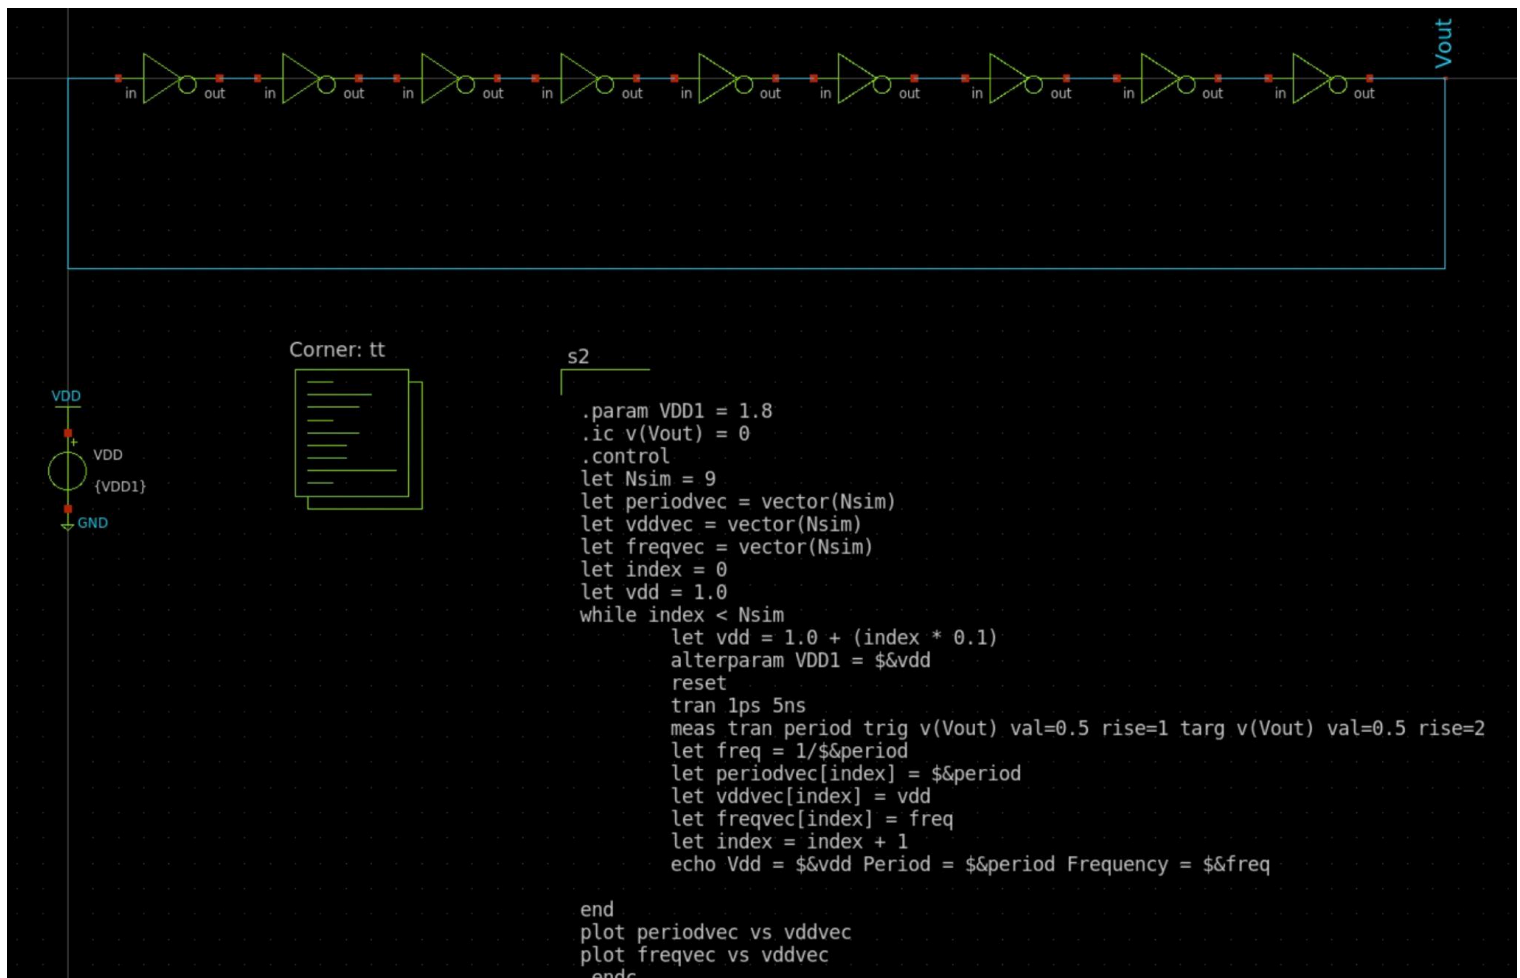 Vout
in out in out in out in out in out in out in out in out in out
Corner: tt
s2
VDD
VDD
{VDD1}
GND
.param VDD1 = 1.8
.ic v(Vout) = 0
.control
let Nsim = 9
let periodvec = vector(Nsim)
let vddvec = vector(Nsim)
let freqvec = vector(Nsim)
let index = 0
let vdd = 1.0
while index < Nsim
let vdd = 1.0 + (index * 0.1)
alterparam VDD1 = $&vdd
reset
tran 1ps 5ns
meas tran period trig v(Vout) val=0.5 rise=1 targ v(Vout) val=0.5 rise=2
let freq = 1/$&period
let periodvec[index] = $&period
let vddvec[index] = vdd
let freqvec[index] = freq
let index = index + 1
echo Vdd = $&vdd Period = $&period Frequency = $&freq
end
plot periodvec vs vddvec
plot freqvec vs vddvec
.endc